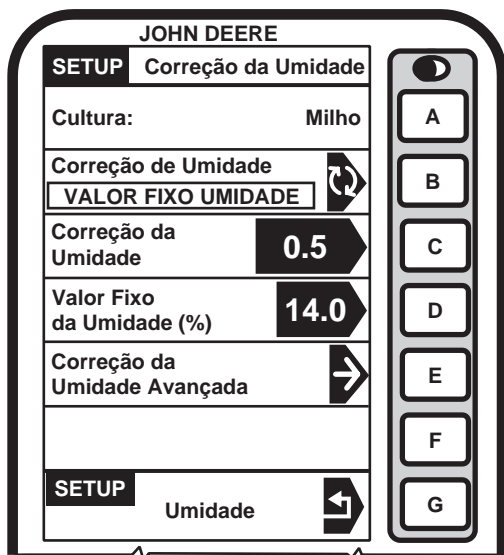 JOHN DEERE
SETUP Correção da Umidade
Cultura: Milho
A
Correção de Umidade
VALOR FIXO UMIDADE
B
Correção da
Umidade
0.5
C
Valor Fixo
da Umidade (%)
14.0
D
Correção da
Umidade Avançada
E
F
SETUP
Umidade
G